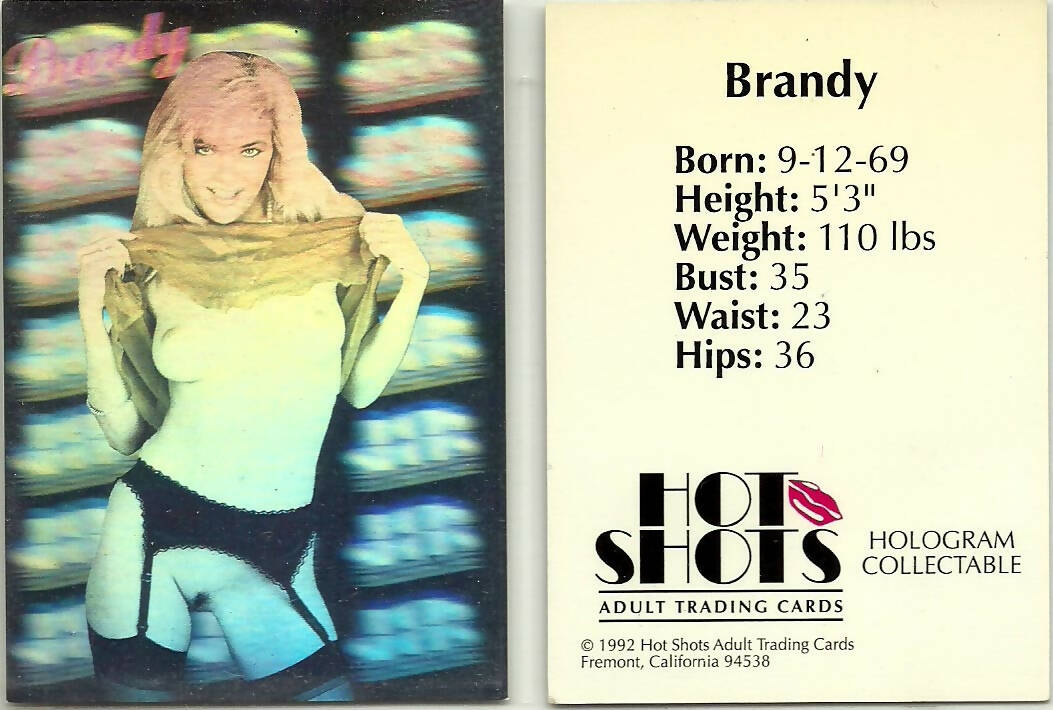 Brandy
Brandy
Born: 9-12-69
Height: 5'3"
Weight: 110 lbs
Bust: 35
Waist: 23
Hips: 36
HOT
SHOTS
ADULT TRADING CARDS
HOLOGRAM
COLLECTABLE
© 1992 Hot Shots Adult Trading Cards
Fremont, California 94538